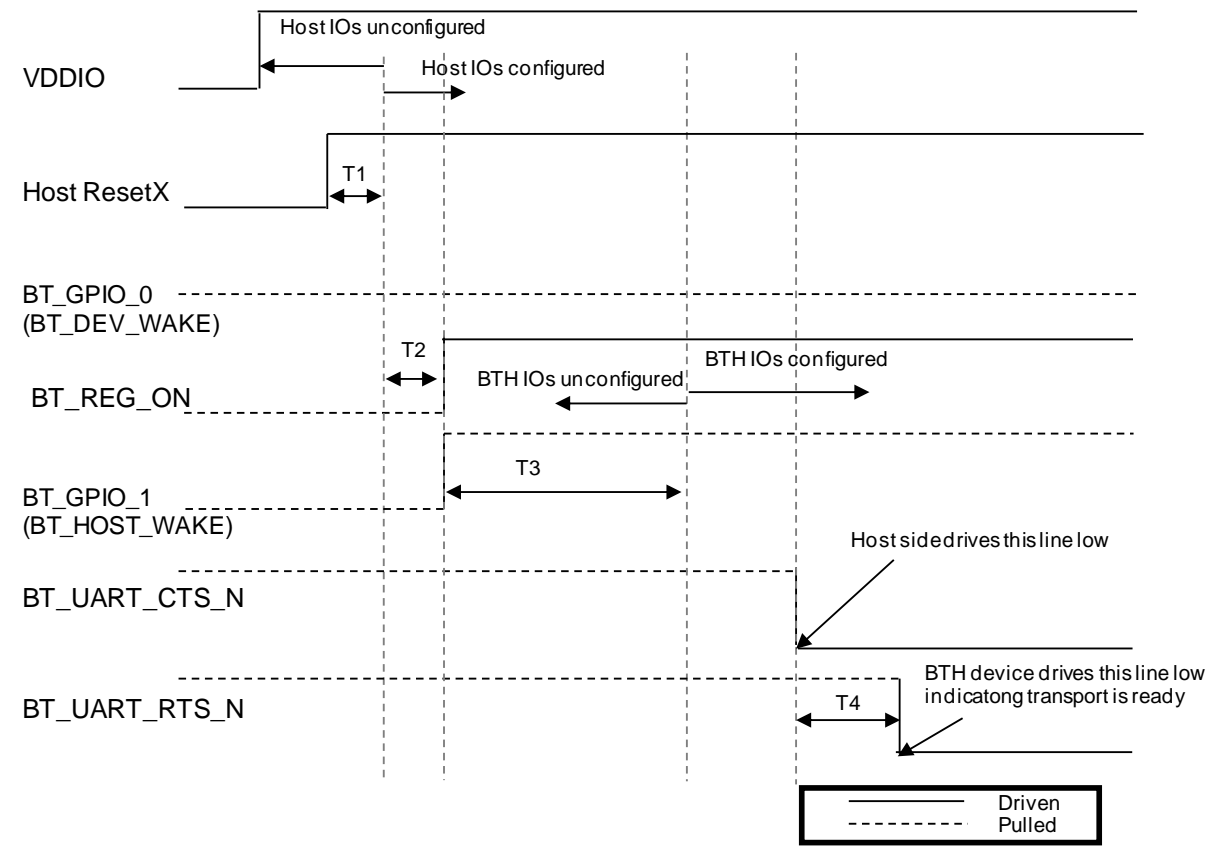 Host IOs unconfigured
Host IOs configured
VDDIO
T1
Host ResetX
BT_GPIO_0
(BT_DEV_WAKE)
T2
BTH IOs configured
BTH IOs unconfigured
BT_REG_ON
T3
BT_GPIO_1
(BT_HOST_WAKE)
Host side drives this line low
BT_UART_CTS_N
BTH device drives this line low
indicatong transport is ready
T4
BT_UART_RTS_N
Driven
Pulled